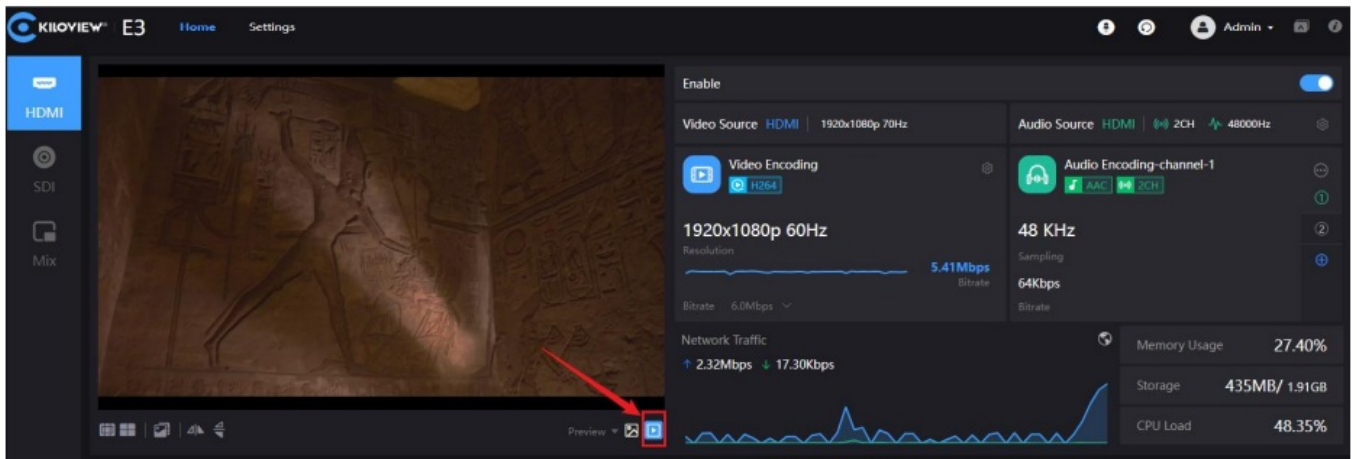 KILOVIEW E3 Home Settings Admin
HDMI
SDI
Mix
Preview
Enable
Video Source HDMI 1920x1080p 70Hz
Audio Source HDMI 2CH 48000Hz
Video Encoding
H264
1920x1080p 60Hz
Resolution
5.41Mbps
Bitrate
Bitrate 6.0Mbps
Audio Encoding-channel-1
AAC 2CH
1
2
48 KHz
Sampling
64Kbps
Bitrate
Network Traffic
↑ 2.32Mbps ↓ 17.30Kbps
Memory Usage 27.40%
Storage 435MB/ 1.91GB
CPU Load 48.35%